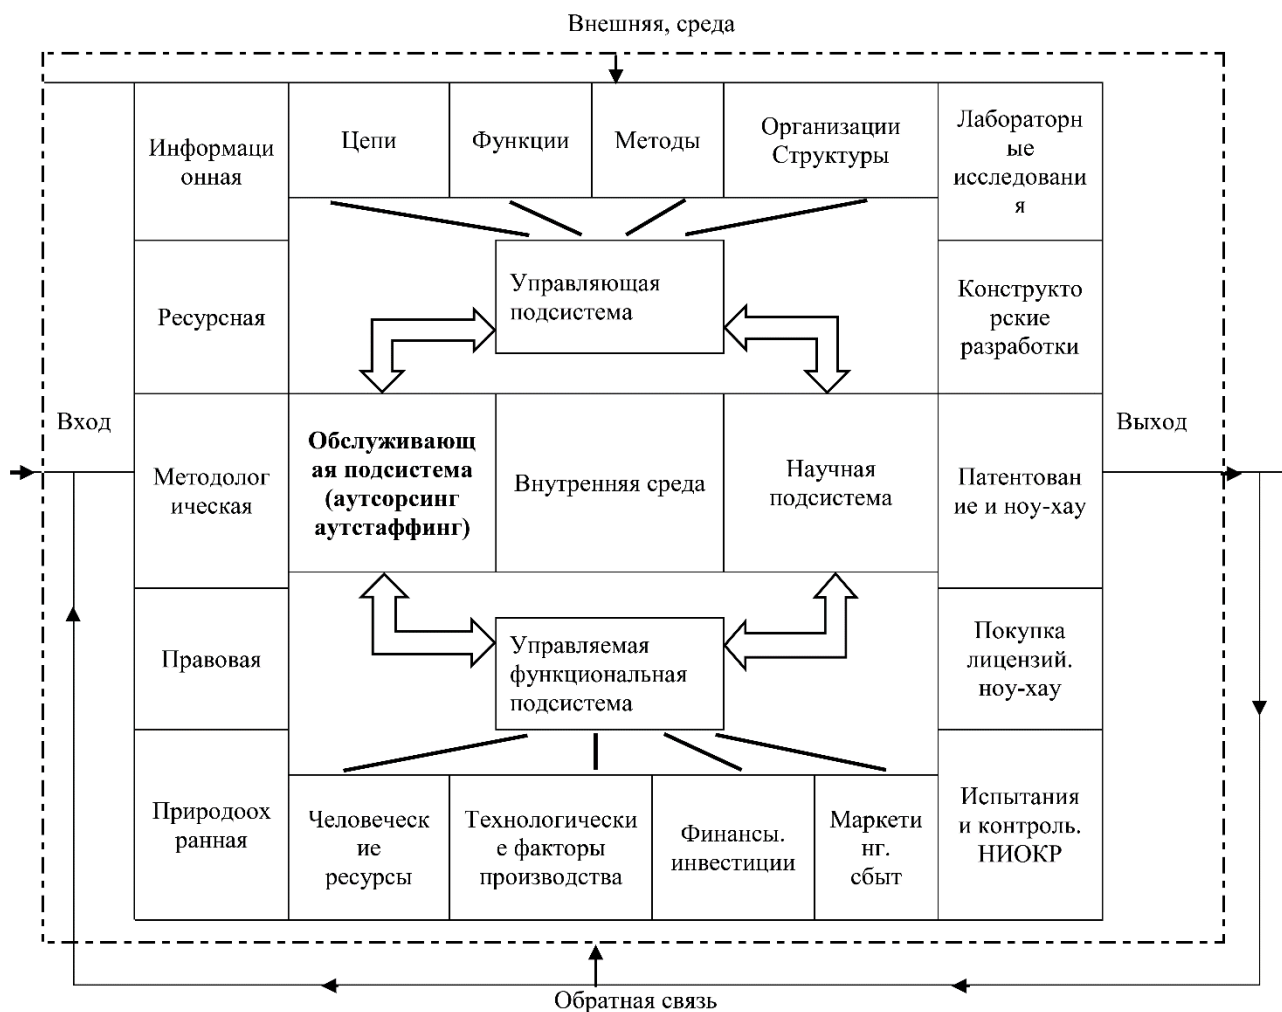 Внешняя, среда
Информаци
онная
Цепи
Функции
Методы
Организации
Структуры
Лабораторн
ые
исследовани
я
Управляющая
подсистема
Ресурсная
Конструкто
рские
разработки
Вход
Выход
Методолог
ическая
Обслуживающ
ая подсистема
(аутсорсинг
аутстаффинг)
Внутренняя среда
Научная
подсистема
Патентован
ие и ноу-хау
Правовая
Управляемая
функциональная
подсистема
Покупка
лицензий.
ноу-хау
Природоох
ранная
Человечески
ие
ресурсы
Технологически
е факторы
производства
Финансы.
инвестиции
Маркети
нг.
сбыт
Испытания
и контроль.
НИОКР
Обратная связь